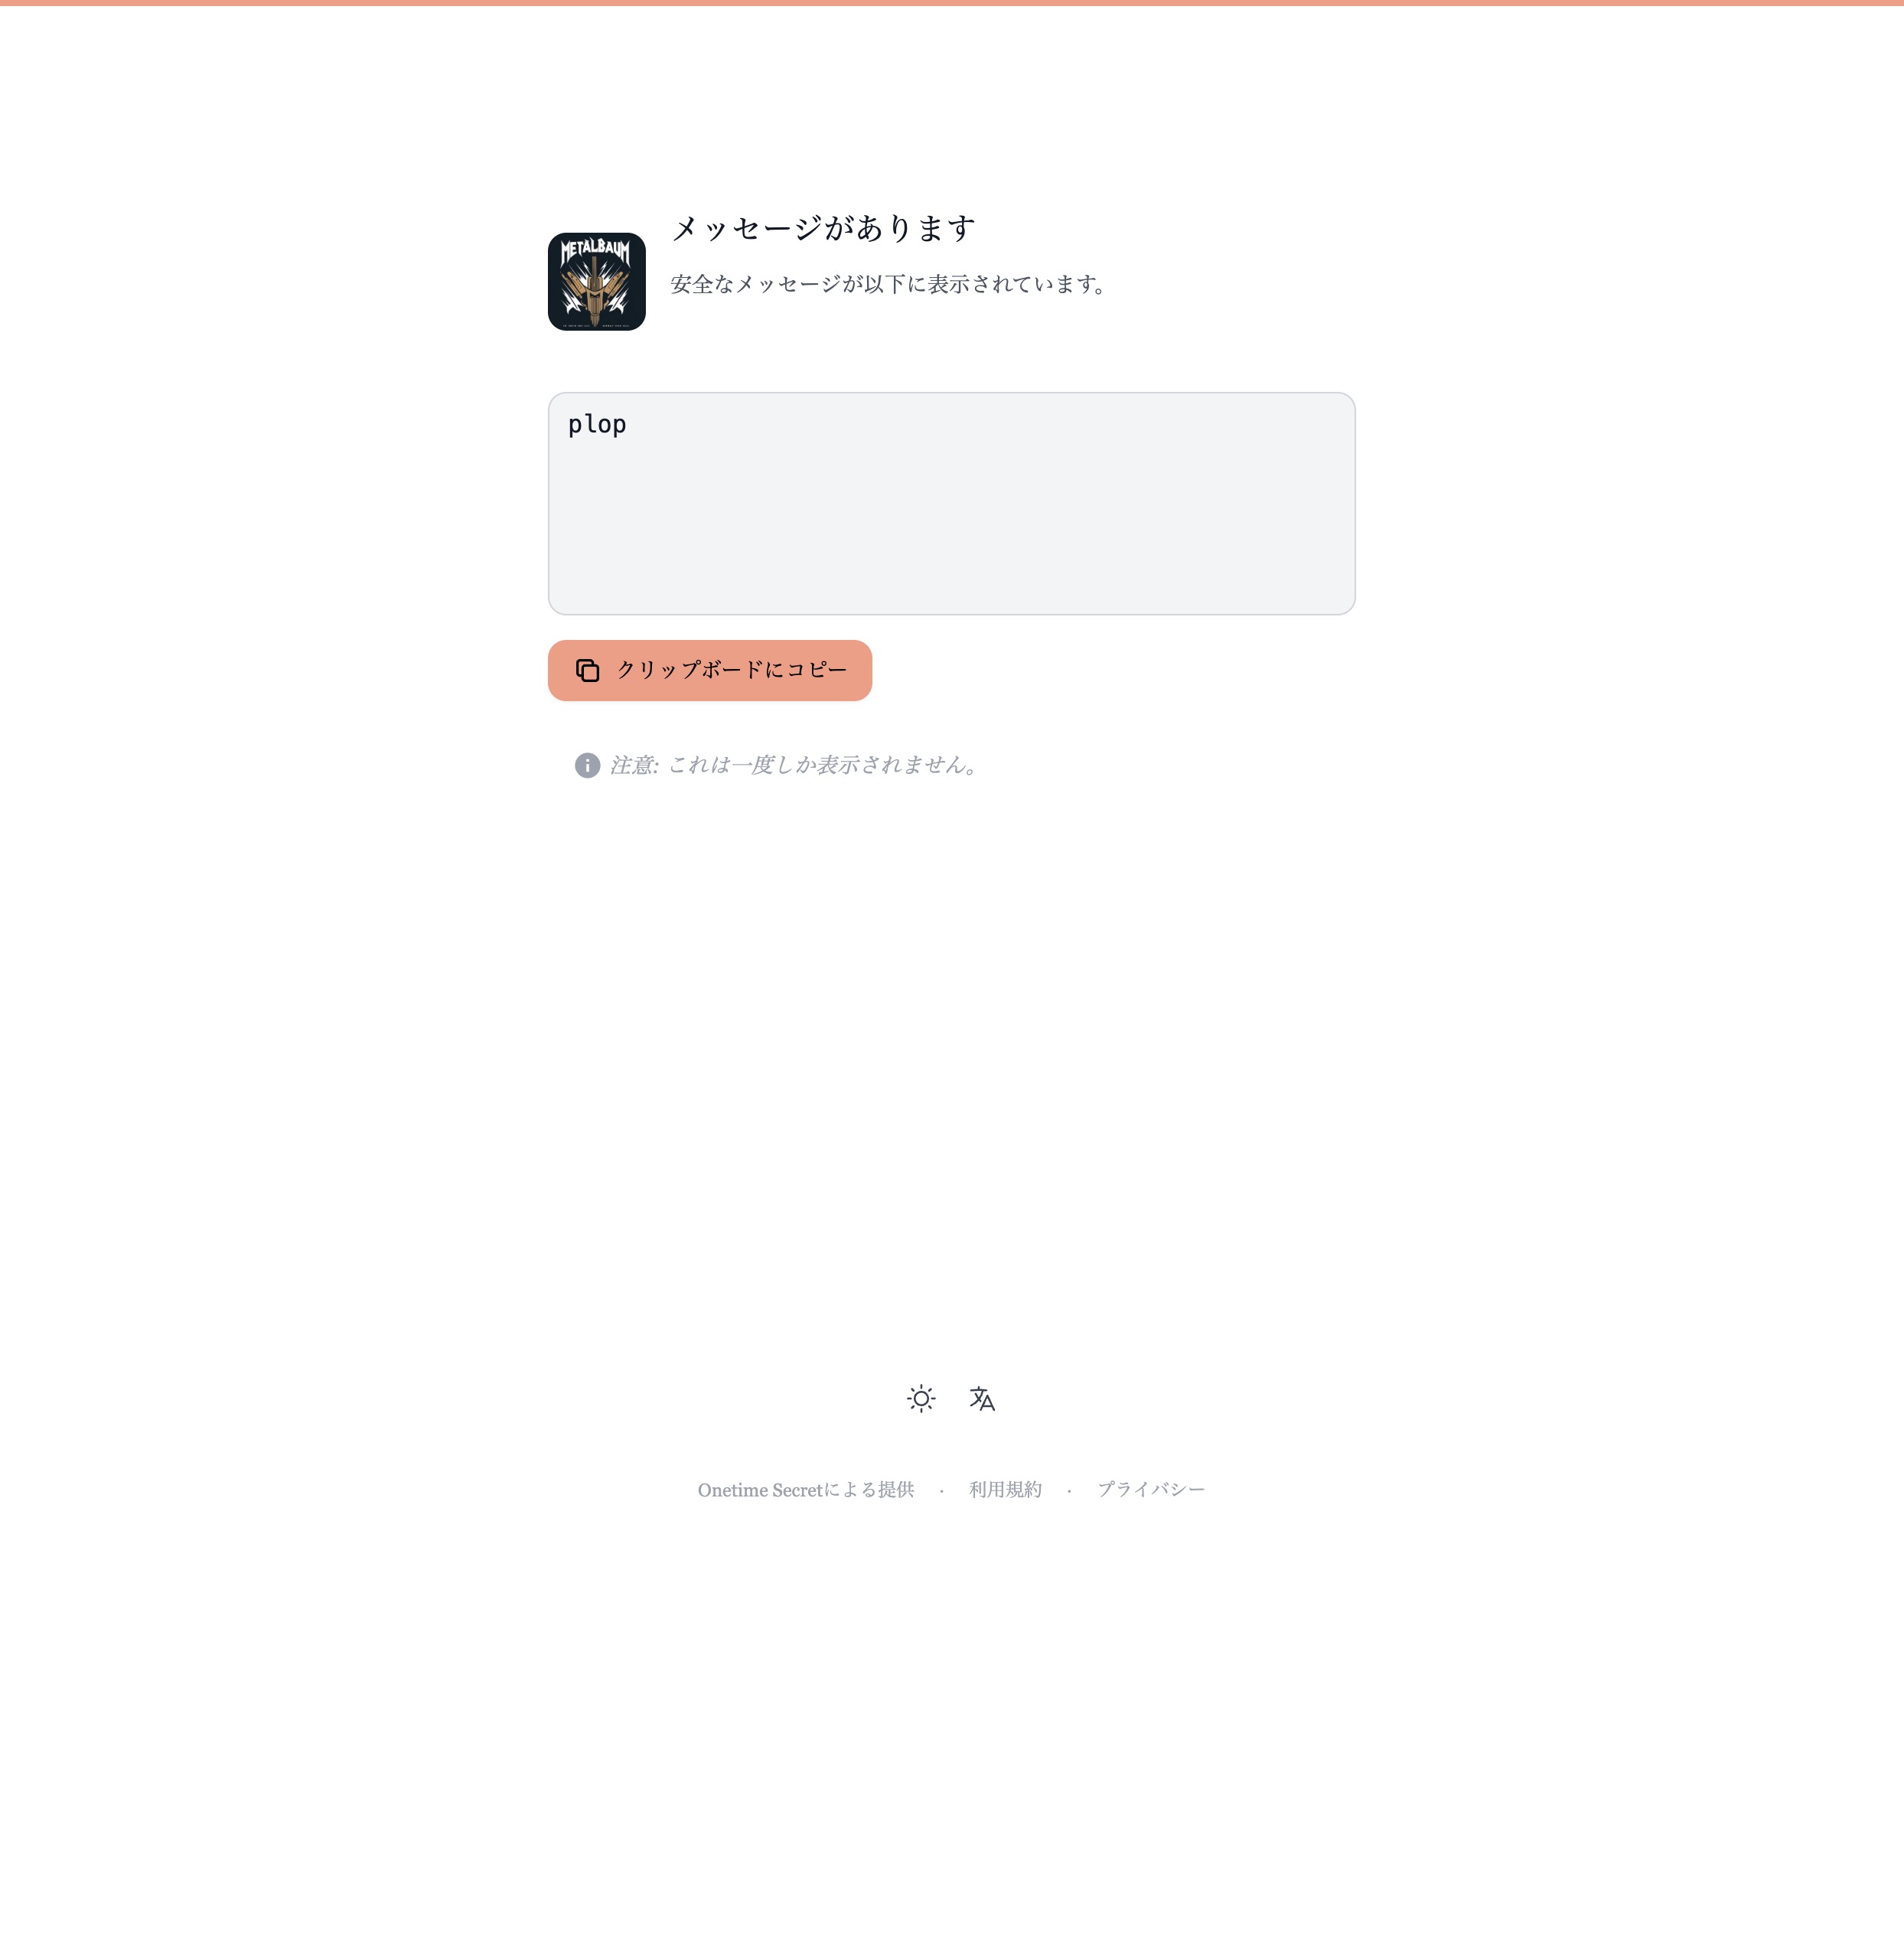 メッセージがあります
METALBAUM
安全なメッセージが以下に表示されています。
plop
クリップボードにコピー
注意: これは一度しか表示されません。
Onetime Secretによる提供 · 利用規約 · プライバシー